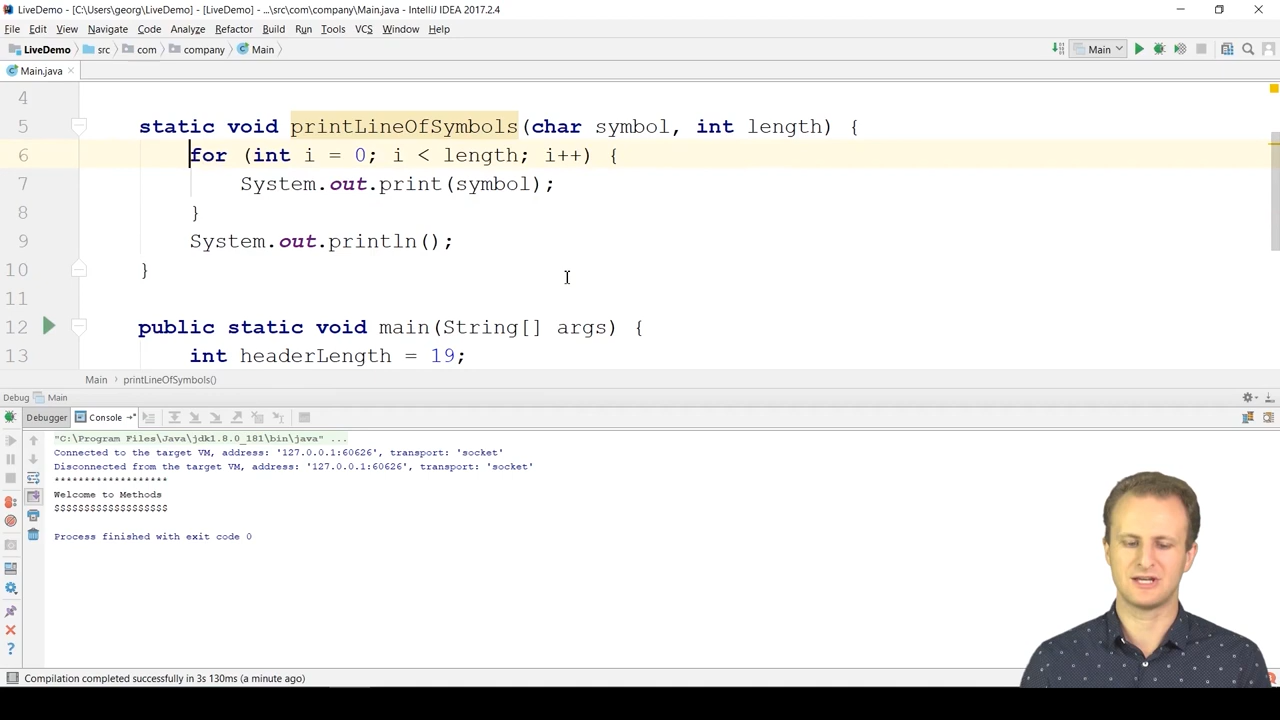 LiveDemo - [C:\Users\georg\LiveDemo] - [LiveDemo] - ...\src\com\company\Main.java - IntelliJ IDEA 2017.2.4
File Edit View Navigate Code Analyze Refactor Build Run Tools VCS Window Help
LiveDemo src com company Main Main
Main.java
4
5 static void printLineOfSymbols(char symbol, int length) {
6 for (int i = 0; i < length; i++) {
7 System.out.print(symbol);
8 }
9 System.out.println();
10 }
11
12 public static void main(String[] args) {
13 int headerLength = 19;
Main printLineOfSymbols()
Debug Main
Debugger Console
"C:\Program Files\Java\jdk1.8.0_181\bin\java" ...
Connected to the target VM, address: '127.0.0.1:60626', transport: 'socket'
Disconnected from the target VM, address: '127.0.0.1:60626', transport: 'socket'
*******************
Welcome to Methods
$$$$$$$$$$$$$$$$$$$
Process finished with exit code 0
Compilation completed successfully in 3s 130ms (a minute ago)